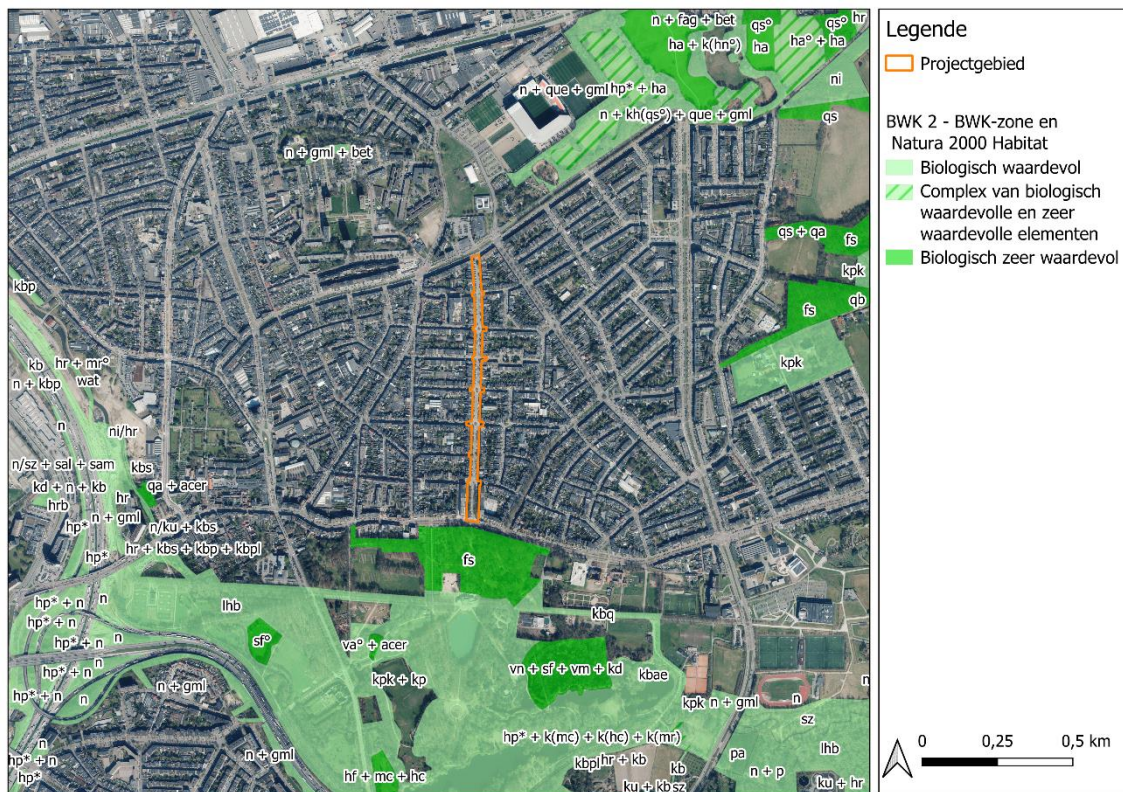 n + fag + bet
qs°
qs°
hr
ha + k(hn°)
ha
ha° + ha
n + que + gml
hp* + ha
ni
n + kh(qs°) + que + gml
qs
n + gml + bet
qs + qa
fs
kpk
kbp
fs
qb
kb
hr + mr°
n + kbp
wat
kpk
n
ni/hr
n/sz + sal + sam
kbs
kd + n + kb
qa + acer
hrb
hr
hp*
n + gml
n/ku + kbs
hp*
hr + kbs + kbp + kbpl
fs
hp* + n
n
lhb
kbq
hp* + n
n
hp* + n
sf°
va° + acer
hp* + n
n
vn + sf + vm + kd
kbae
hp* + n
n
kpk + kp
n
n + gml
n
kpk
n + gml
n
sz
n
hp* + k(mc) + k(hc) + k(mr)
n
hp* + n
n + gml
kbpl
hr + kb
pa
lhb
hp*
hf + mc + hc
kb
n + p
ku + kb
sz
ku + hr
Legende
Projectgebied
BWK 2 - BWK-zone en
Natura 2000 Habitat
Biologisch waardevol
Complex van biologisch
waardevolle en zeer
waardevolle elementen
Biologisch zeer waardevol
0 0,25 0,5 km